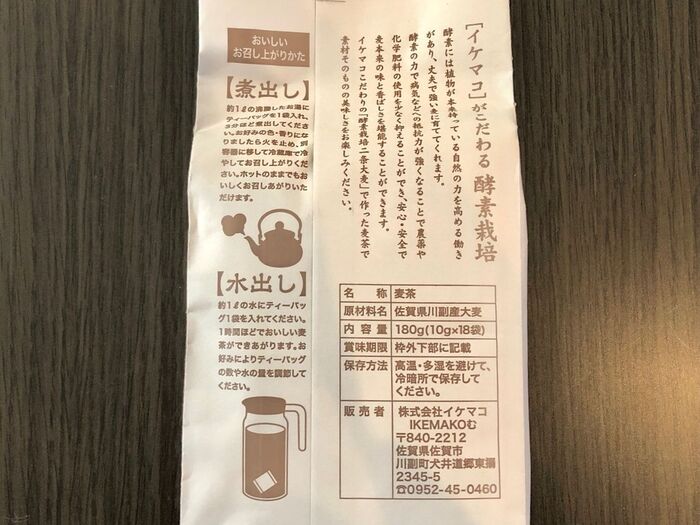 おいしい
お召し上がりかた
【煮出し】
約1ℓの沸騰したお湯に
ティーバッグを1袋入れ、
3分ほど煮出してくださ
い。お好みの色・香りにな
りましたら火を止め、別
容器に移して冷蔵庫で冷
やしてお召し上がりくだ
さい。ホットのままでもお
いしくお召しあがりいた
だけます。
【水出し】
約1ℓの水にティーバッ
グ1袋を入れてください。
1時間ほどでおいしい麦
茶ができあがります。お
好みによりティーバッグ
の数や水の量を調節して
ください。
「イケマコ」がこだわる 酵素栽培
酵素には植物が本来持っている自然の力を高める働き
があり、丈夫で強い麦に育ててくれます。
酵素の力で病気などへの抵抗力が強くなることで農薬や
化学肥料の使用を少なく抑えることができ、安心・安全で
麦本来の味と香ばしさを堪能することができます。
イケマコこだわりの「酵素栽培二条大麦」で作った麦茶で
素材そのものの美味しさをお楽しみください。
名 称 麦茶
原材料名 佐賀県川副産大麦
内 容 量 180g(10g×18袋)
賞味期限 枠外下部に記載
保存方法 高温・多湿を避けて、
冷暗所で保存して
ください。
販 売 者 株式会社イケマコ
IKEMAKOむ
〒840-2212
佐賀県佐賀市
川副町犬井道郷東搦
2345-5
☎0952-45-0460